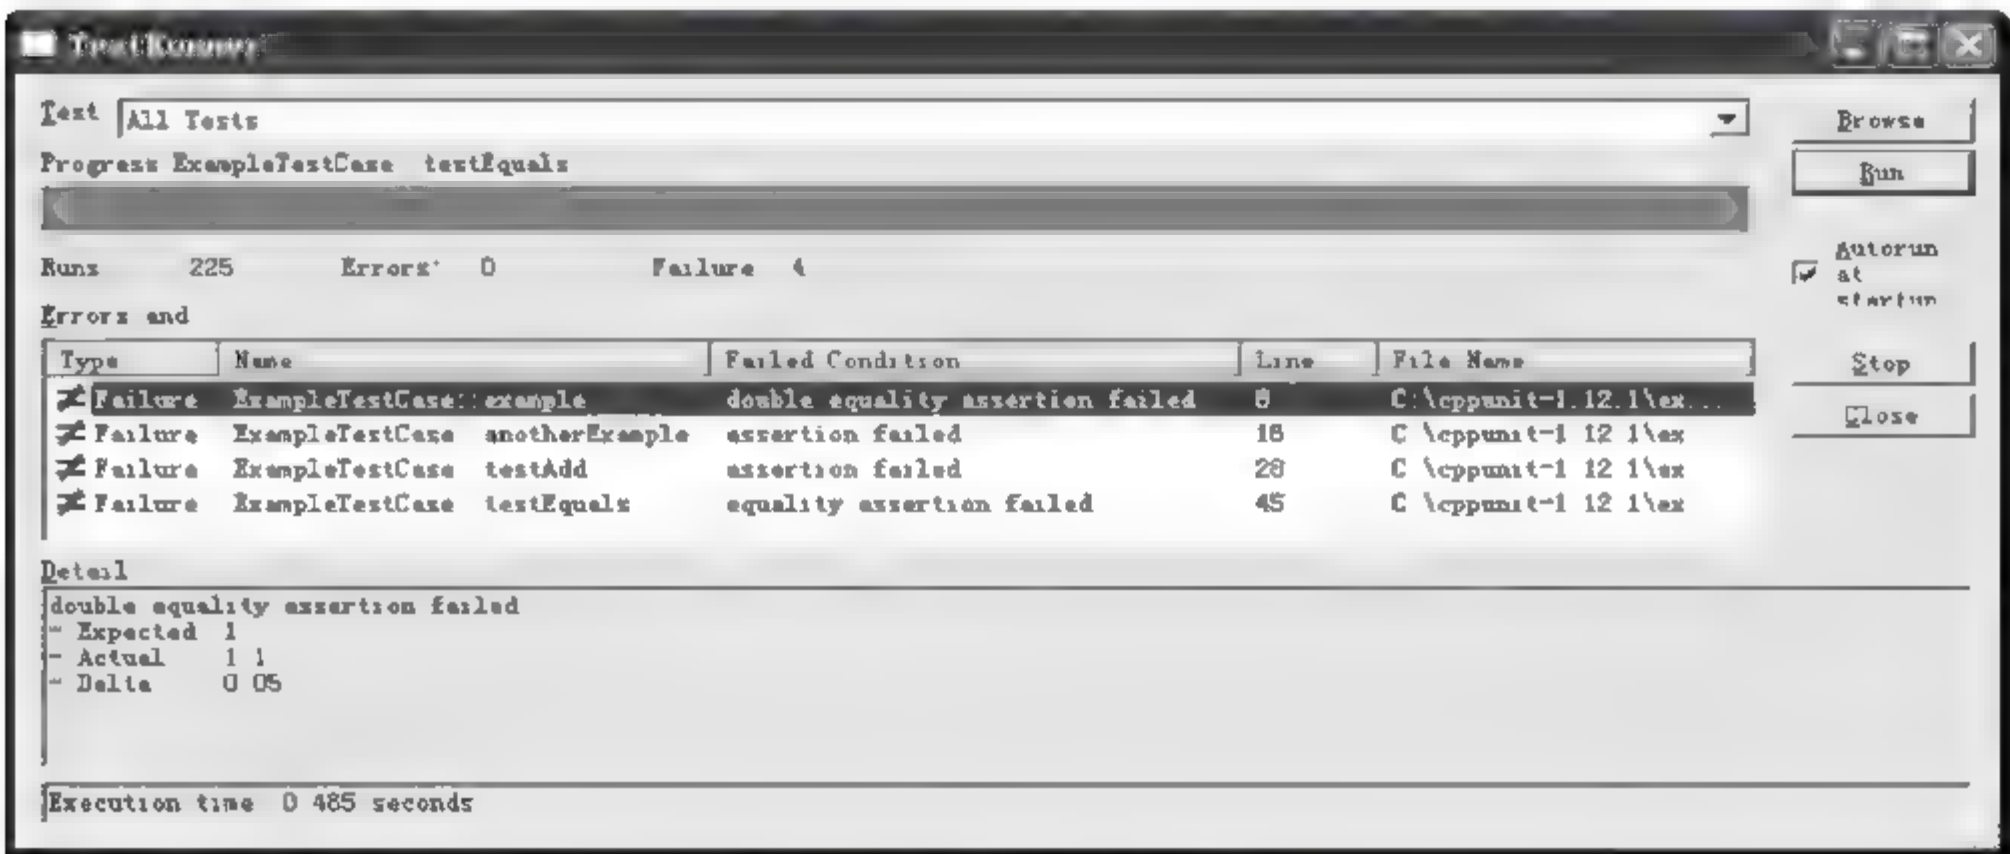 TestRunner
Test All Tests
Browse
Progress ExampleTestCase testEquals
Run
Runs 225 Errors: 0 Failure 4
Autorun at startup
Errors and
Type Name Failed Condition Line File Name
Failure ExampleTestCase::example double equality assertion failed 8 C:\cppunit-1.12.1\ex...
Failure ExampleTestCase anotherExample assertion failed 16 C \cppunit-1 12 1\ex
Failure ExampleTestCase testAdd assertion failed 28 C \cppunit-1 12 1\ex
Failure ExampleTestCase testEquals equality assertion failed 45 C \cppunit-1 12 1\ex
Stop
Close
Detail
double equality assertion failed
- Expected 1
- Actual 1 1
- Delta 0 05
Execution time 0 485 seconds